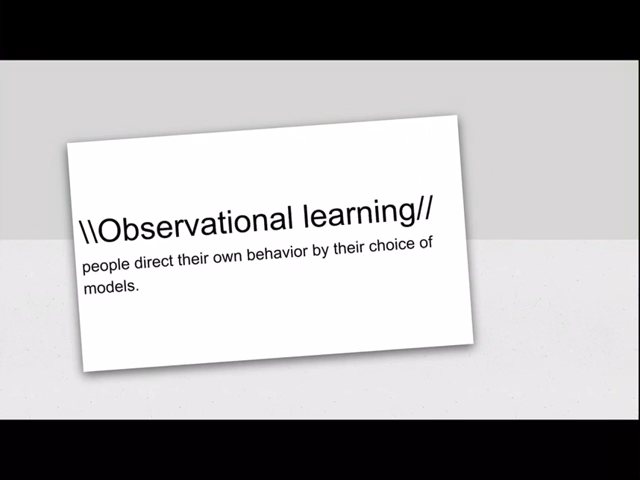 \\Observational learning//
people direct their own behavior by their choice of
models.